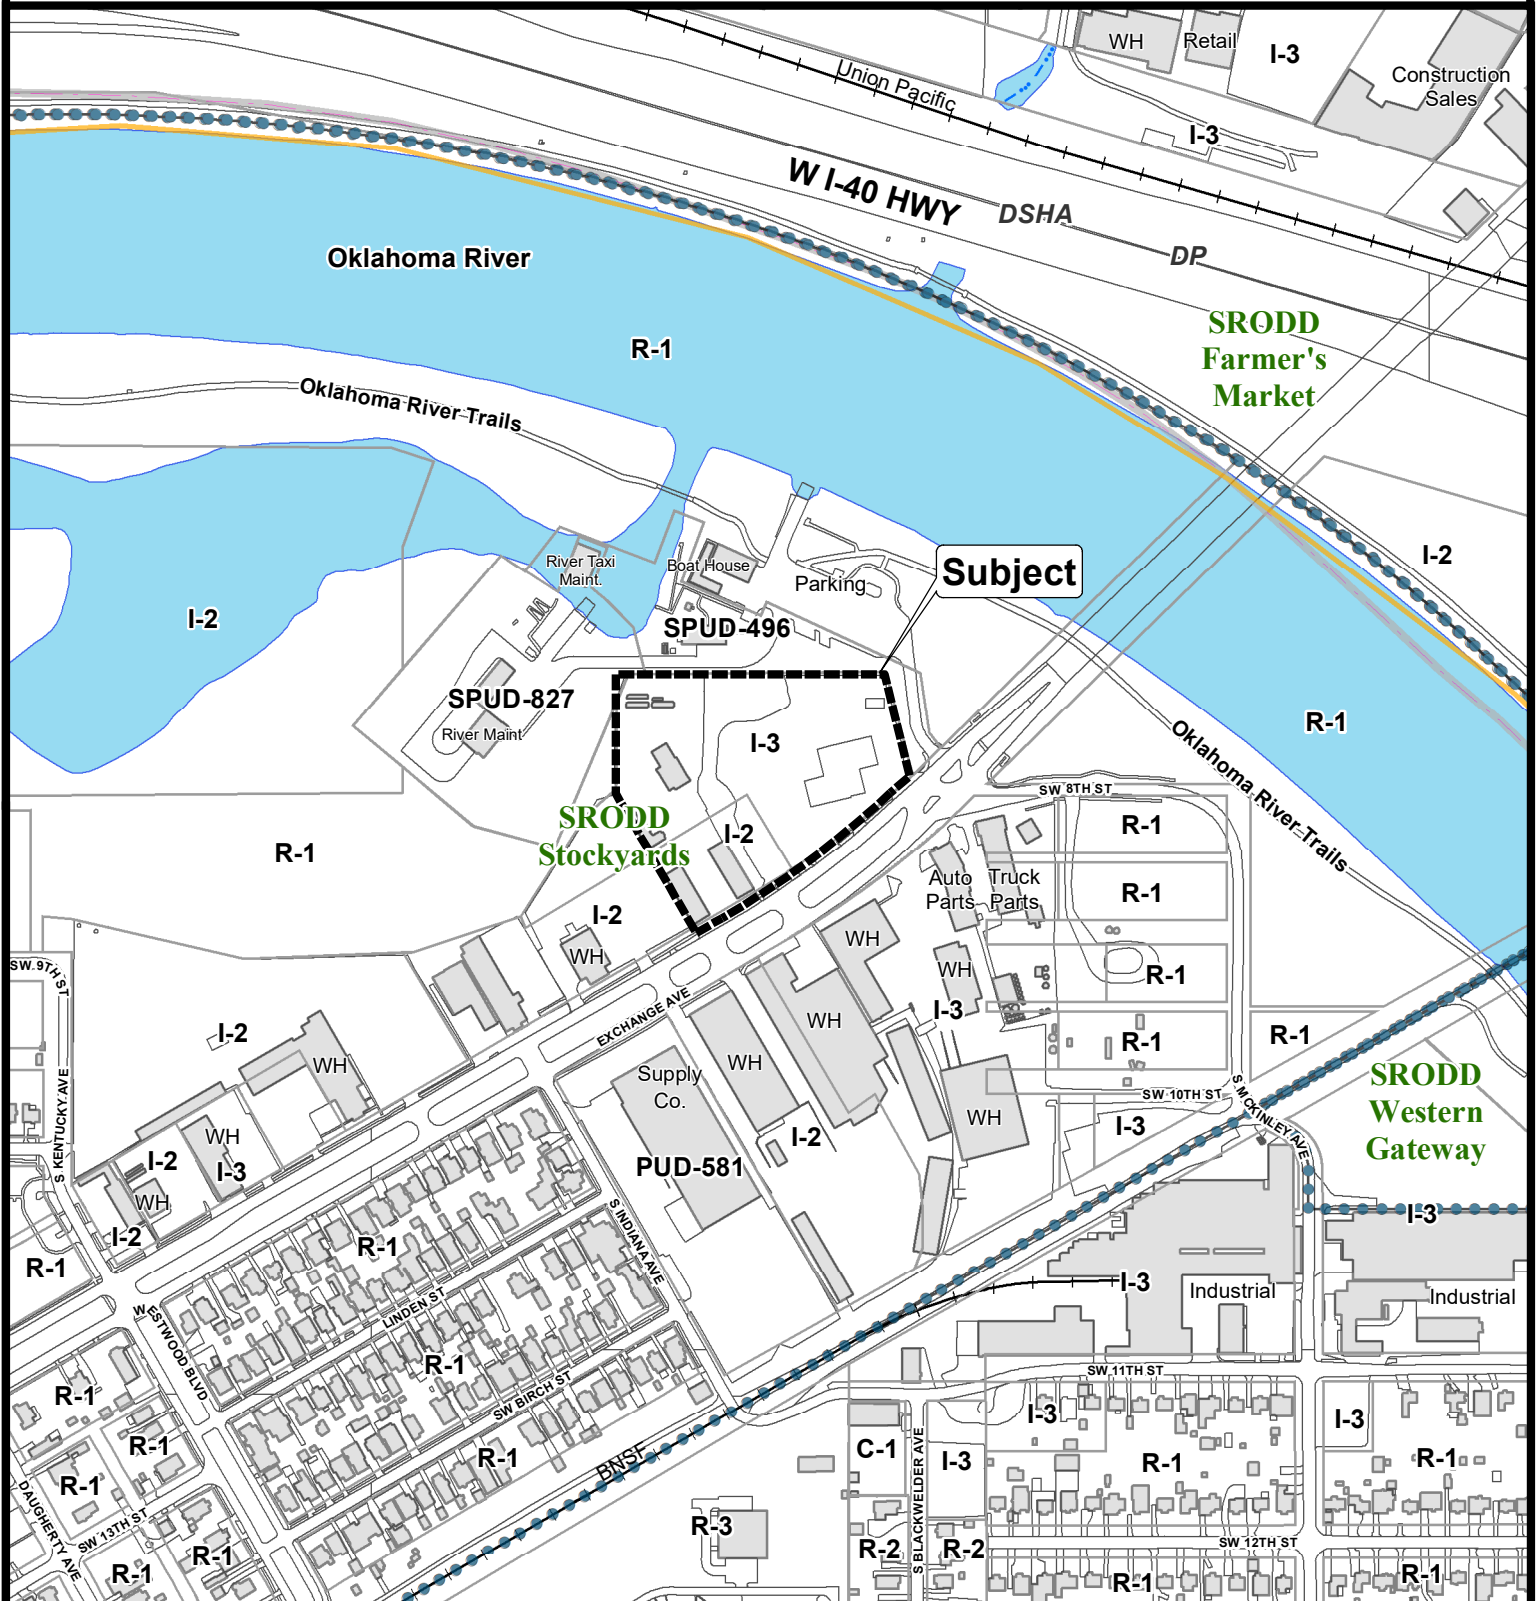 WH
Retail
I-3
Construction
Sales
Union Pacific
I-3
W I-40 HWY
DSHA
DP
Oklahoma River
SRODD
Farmer's
Market
R-1
Oklahoma River Trails
I-2
River Taxi
Maint.
Boat House
Parking
Subject
I-2
SPUD-496
SPUD-827
River Maint
I-3
R-1
Oklahoma River Trails
SW 8TH ST
SRODD
Stockyards
I-2
R-1
R-1
Auto
Parts
Truck
Parts
R-1
I-2
WH
WH
WH
R-1
SW 9TH ST
I-3
EXCHANGE AVE
WH
I-2
R-1
R-1
WH
WH
Supply
Co.
S KENTUCKY AVE
SRODD
Western
Gateway
SW 10TH ST
S MCKINLEY AVE
WH
I-3
WH
I-2
I-2
I-3
PUD-581
WH
I-2
S INDIANA AVE
I-3
R-1
R-1
I-3
Industrial
Industrial
LINDEN ST
WESTWOOD BLVD
R-1
SW 11TH ST
R-1
SW BIRCH ST
I-3
I-3
R-1
C-1
I-3
R-1
R-1
R-1
BNSF
R-1
DAUGHERTY AVE
SW 13TH ST
R-3
S BLACKWELDER AVE
R-1
R-2
R-2
SW 12TH ST
R-1
R-1
R-1